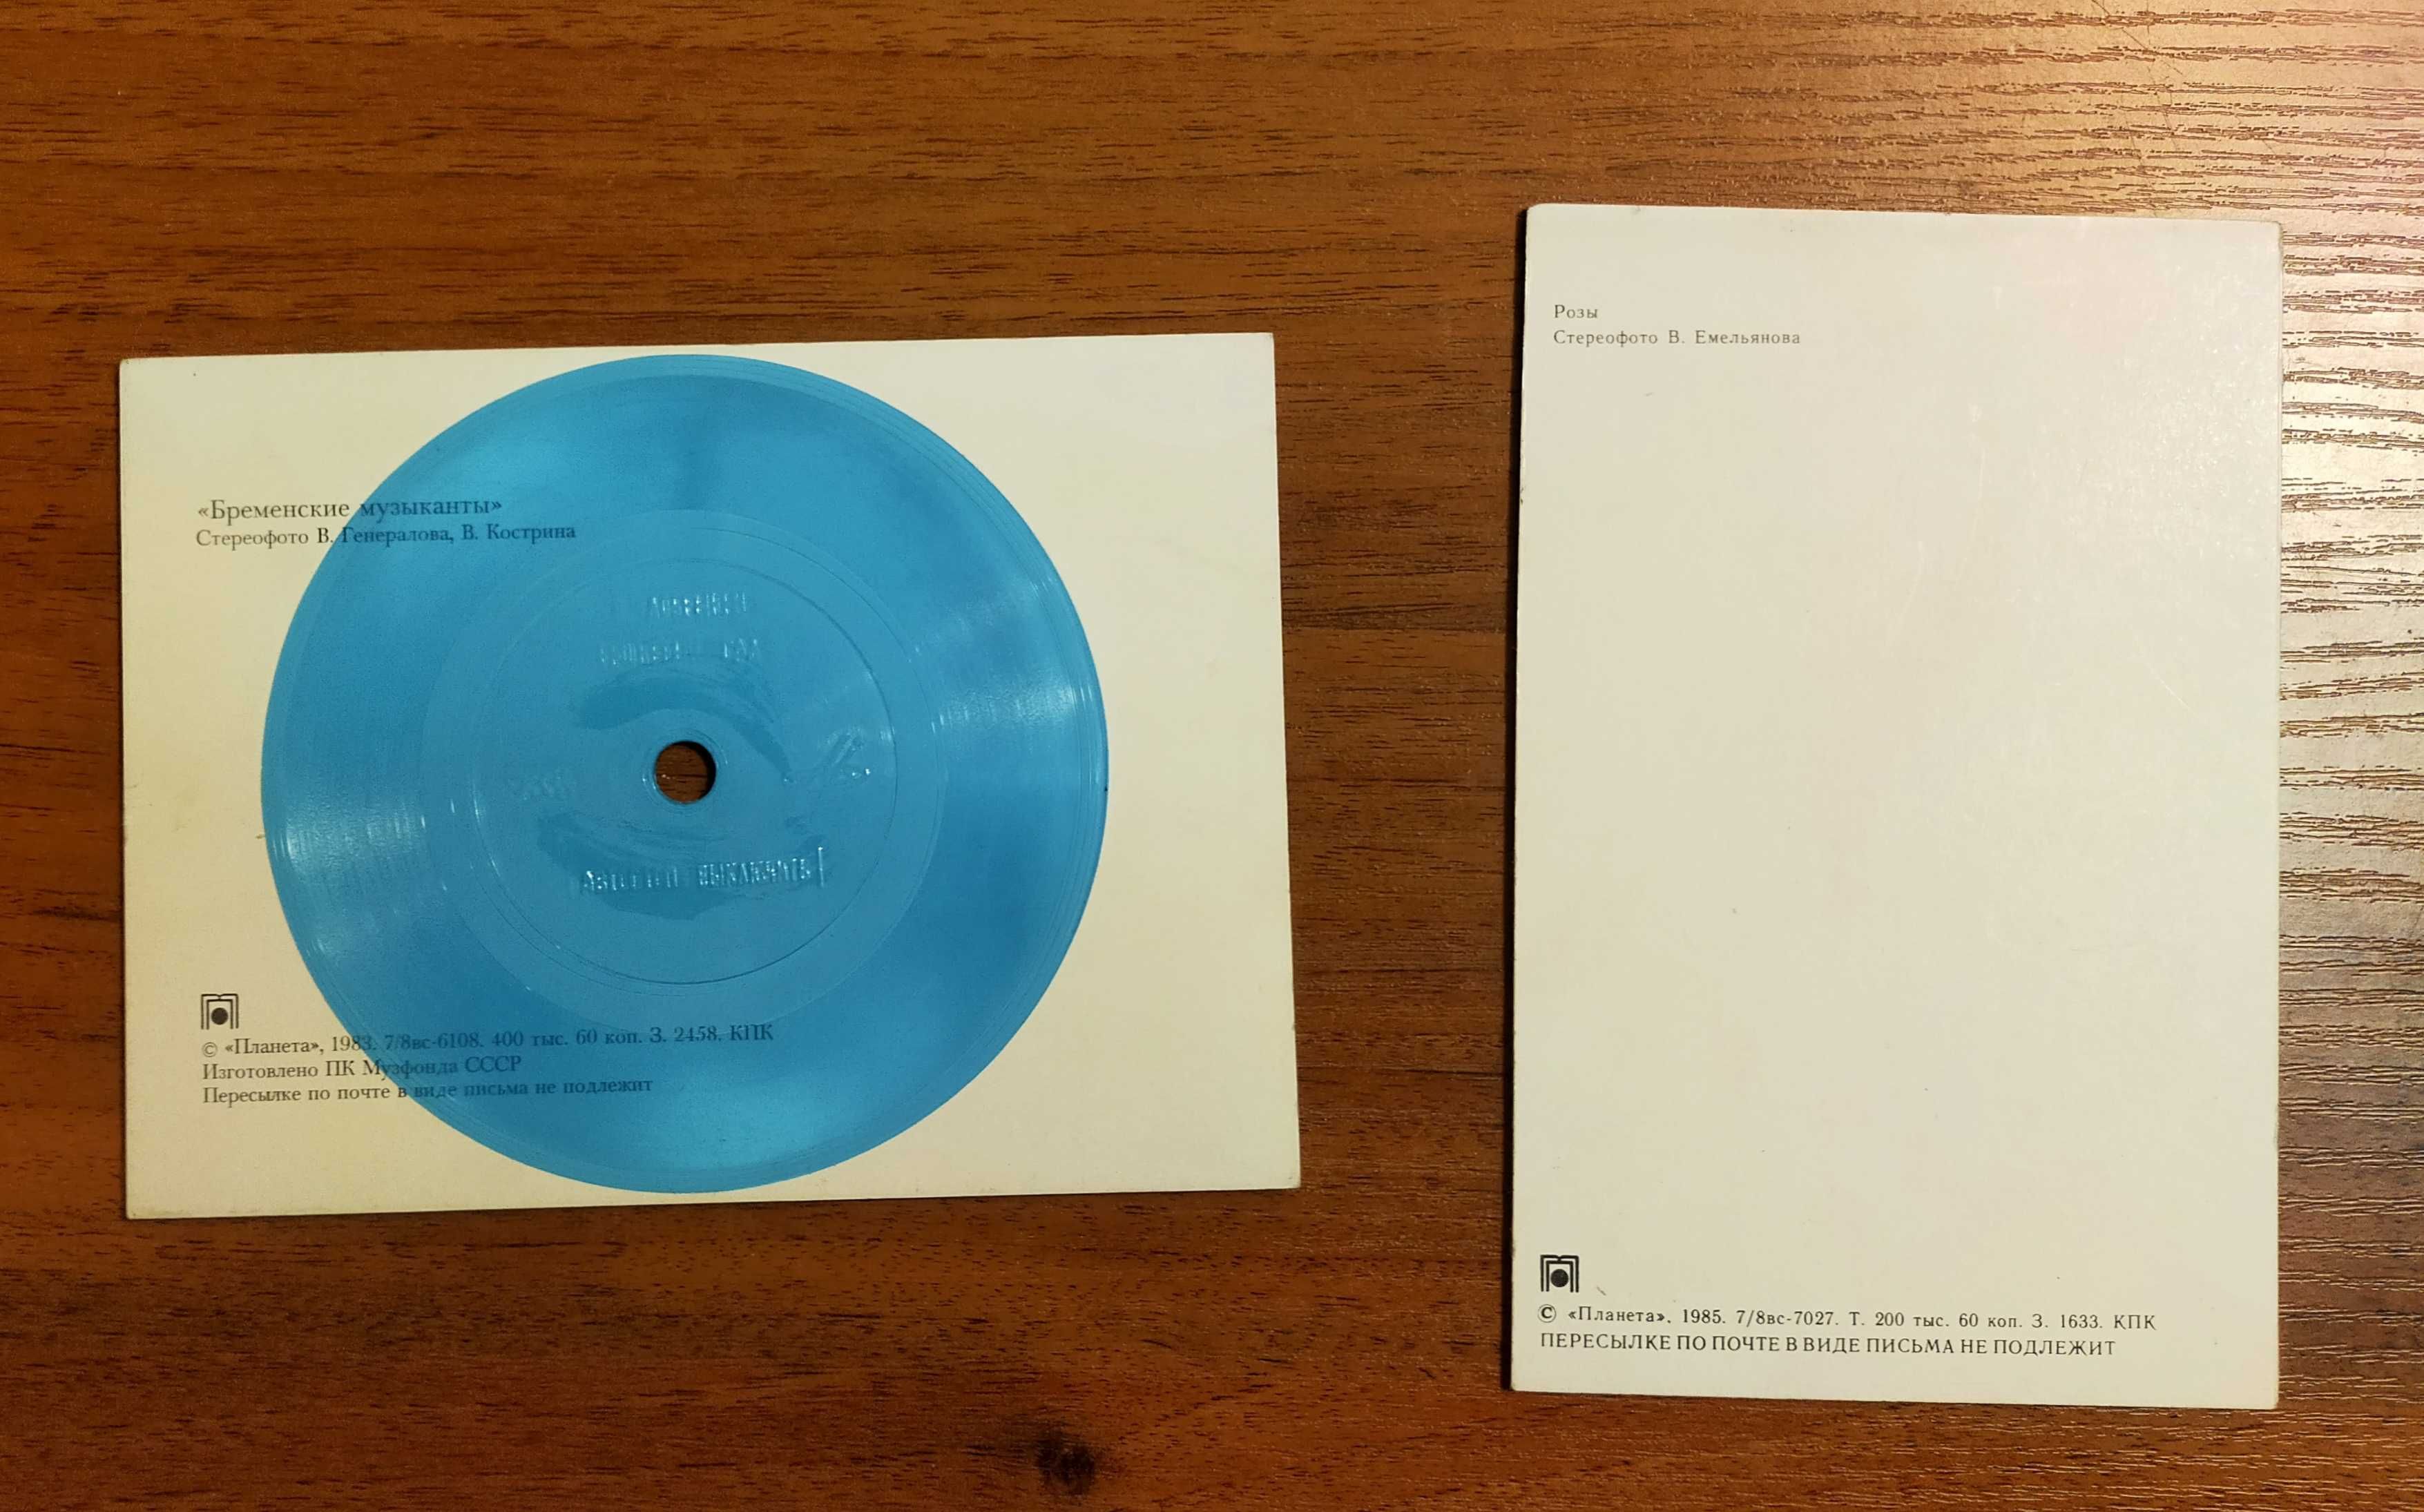 «Бременские музыканты»
Стереофото В. Генералова, В. Кострина
ВЫКЛЮЧАТЬ
© «Планета», 1983. 7/8вс-6108. 400 тыс. 60 коп. З. 2458. КПК
Изготовлено ПК Музфонда СССР
Пересылке по почте в виде письма не подлежит
Розы
Стереофото В. Емельянова
© «Планета». 1985. 7/8вс-7027. Т. 200 тыс. 60 коп. З. 1633. КПК
ПЕРЕСЫЛКЕ ПО ПОЧТЕ В ВИДЕ ПИСЬМА НЕ ПОДЛЕЖИТ